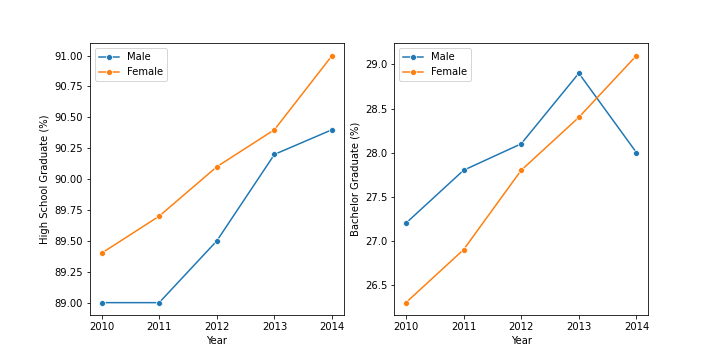 High School Graduate (%)
91.00
90.75
90.50
90.25
90.00
89.75
89.50
89.25
89.00
Male
Female
2010 2011 2012 2013 2014
Year
Bachelor Graduate (%)
29.0
28.5
28.0
27.5
27.0
26.5
Male
Female
2010 2011 2012 2013 2014
Year